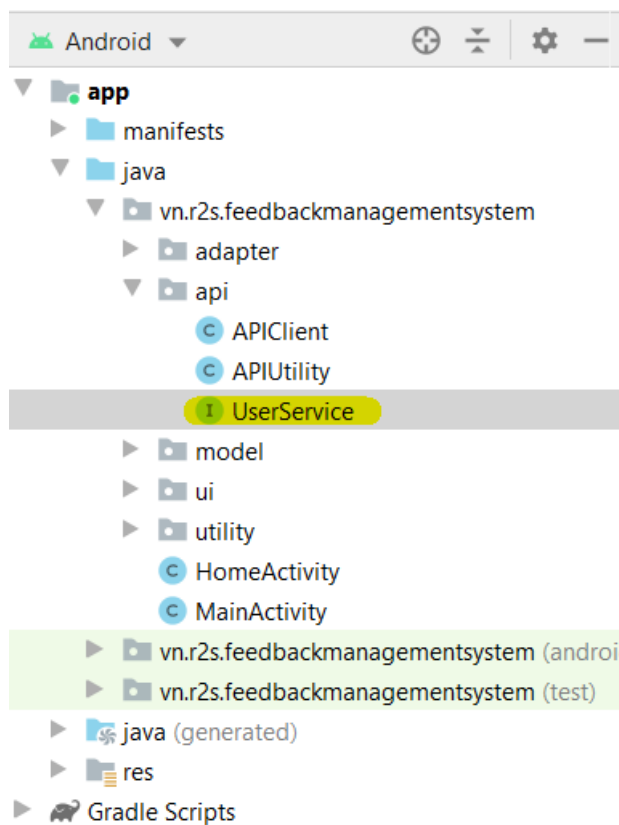 Android
app
manifests
java
vn.r2s.feedbackmanagementsystem
adapter
api
C APIClient
C APIUtility
I UserService
model
ui
utility
C HomeActivity
C MainActivity
vn.r2s.feedbackmanagementsystem (androi
vn.r2s.feedbackmanagementsystem (test)
java (generated)
res
Gradle Scripts